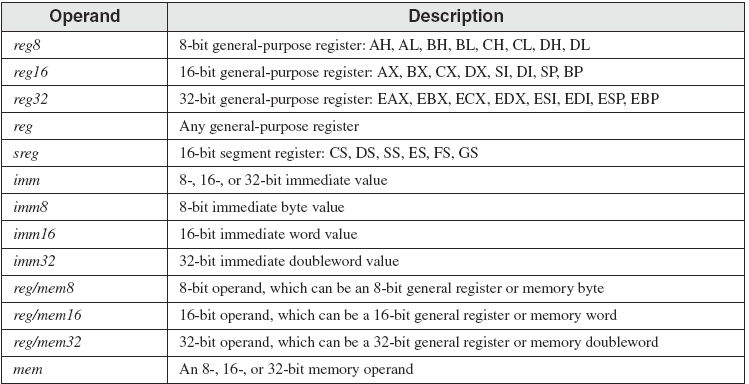 Operand Description
reg8 8-bit general-purpose register: AH, AL, BH, BL, CH, CL, DH, DL
reg16 16-bit general-purpose register: AX, BX, CX, DX, SI, DI, SP, BP
reg32 32-bit general-purpose register: EAX, EBX, ECX, EDX, ESI, EDI, ESP, EBP
reg Any general-purpose register
sreg 16-bit segment register: CS, DS, SS, ES, FS, GS
imm 8-, 16-, or 32-bit immediate value
imm8 8-bit immediate byte value
imm16 16-bit immediate word value
imm32 32-bit immediate doubleword value
reg/mem8 8-bit operand, which can be an 8-bit general register or memory byte
reg/mem16 16-bit operand, which can be a 16-bit general register or memory word
reg/mem32 32-bit operand, which can be a 32-bit general register or memory doubleword
mem An 8-, 16-, or 32-bit memory operand